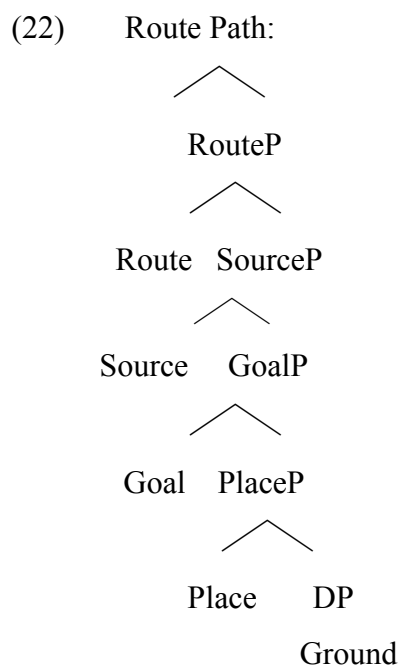 (22) Route Path:
RouteP
Route SourceP
Source GoalP
Goal PlaceP
Place DP
Ground